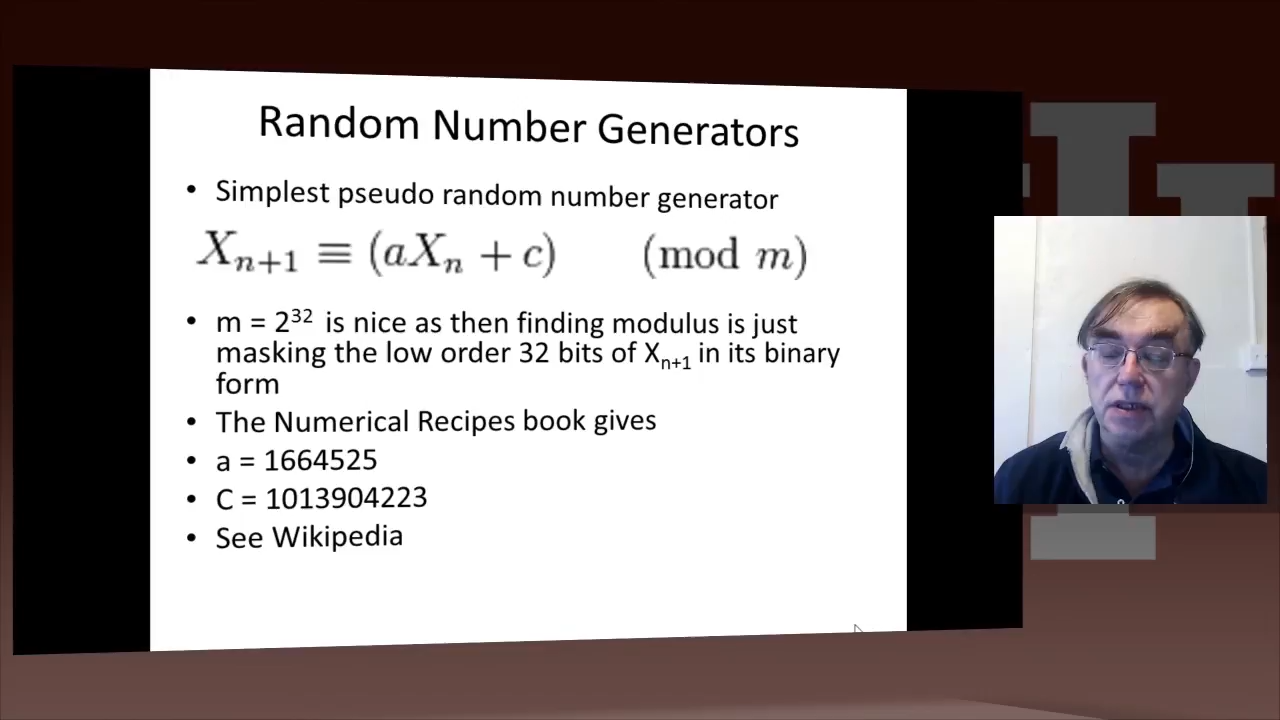 Random Number Generators
• Simplest pseudo random number generator
Xₙ₊₁ ≡ (aXₙ + c) (mod m)
• m = 2³² is nice as then finding modulus is just
masking the low order 32 bits of Xₙ₊₁ in its binary
form
• The Numerical Recipes book gives
• a = 1664525
• C = 1013904223
• See Wikipedia